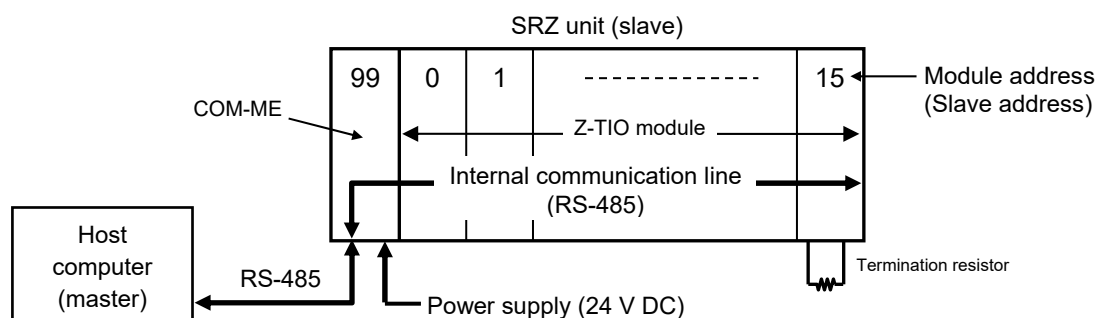 SRZ unit (slave)
99 0 1 15
Module address
(Slave address)
COM-ME
Z-TIO module
Internal communication line
(RS-485)
Host
computer
(master)
RS-485
Termination resistor
Power supply (24 V DC)